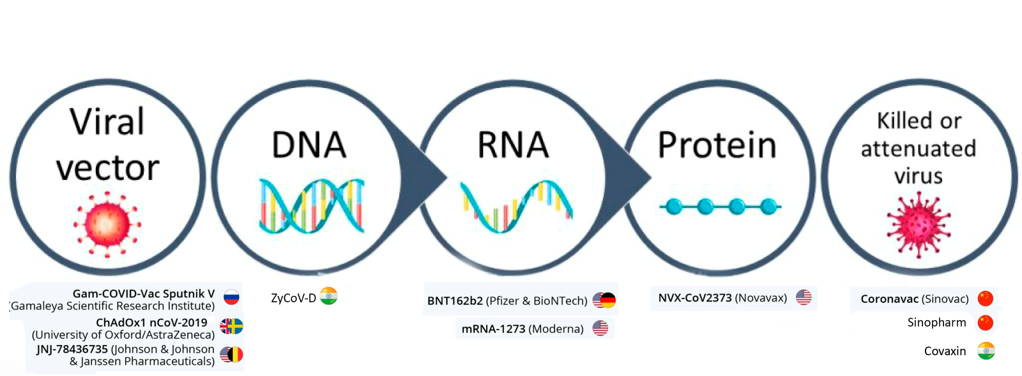 Viral
vector
DNA
RNA
Protein
Killed or
attenuated
virus
Gam-COVID-Vac Sputnik V
(Gamaleya Scientific Research Institute)
ChAdOx1 nCoV-2019
(University of Oxford/AstraZeneca)
JNJ-78436735 (Johnson & Johnson
& Janssen Pharmaceuticals)
ZyCoV-D
BNT162b2 (Pfizer & BioNTech)
mRNA-1273 (Moderna)
NVX-CoV2373 (Novavax)
Coronavac (Sinovac)
Sinopharm
Covaxin